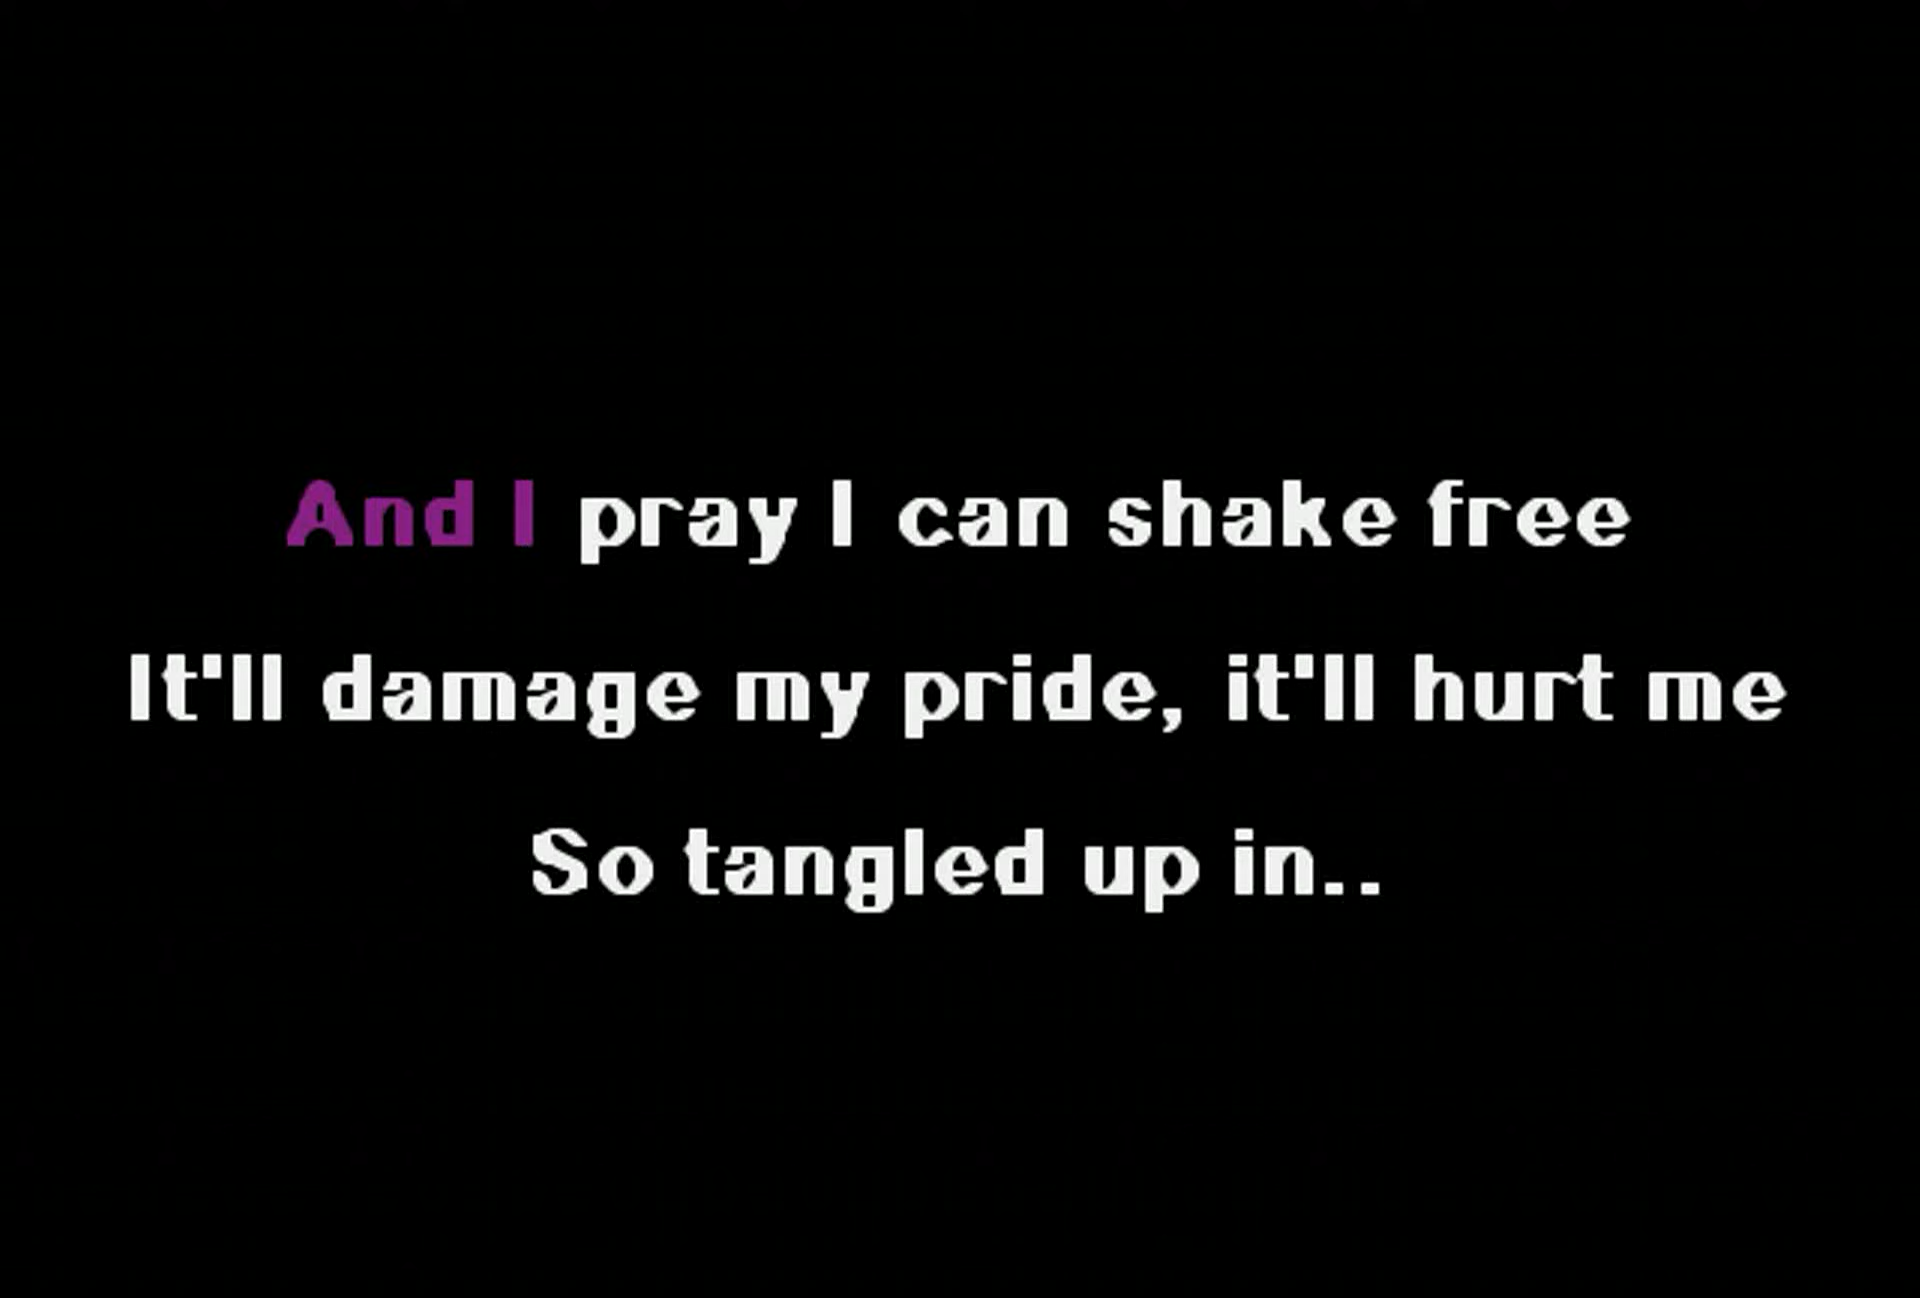 And I pray I can shake free
It'll damage my pride, it'll hurt me
So tangled up in..